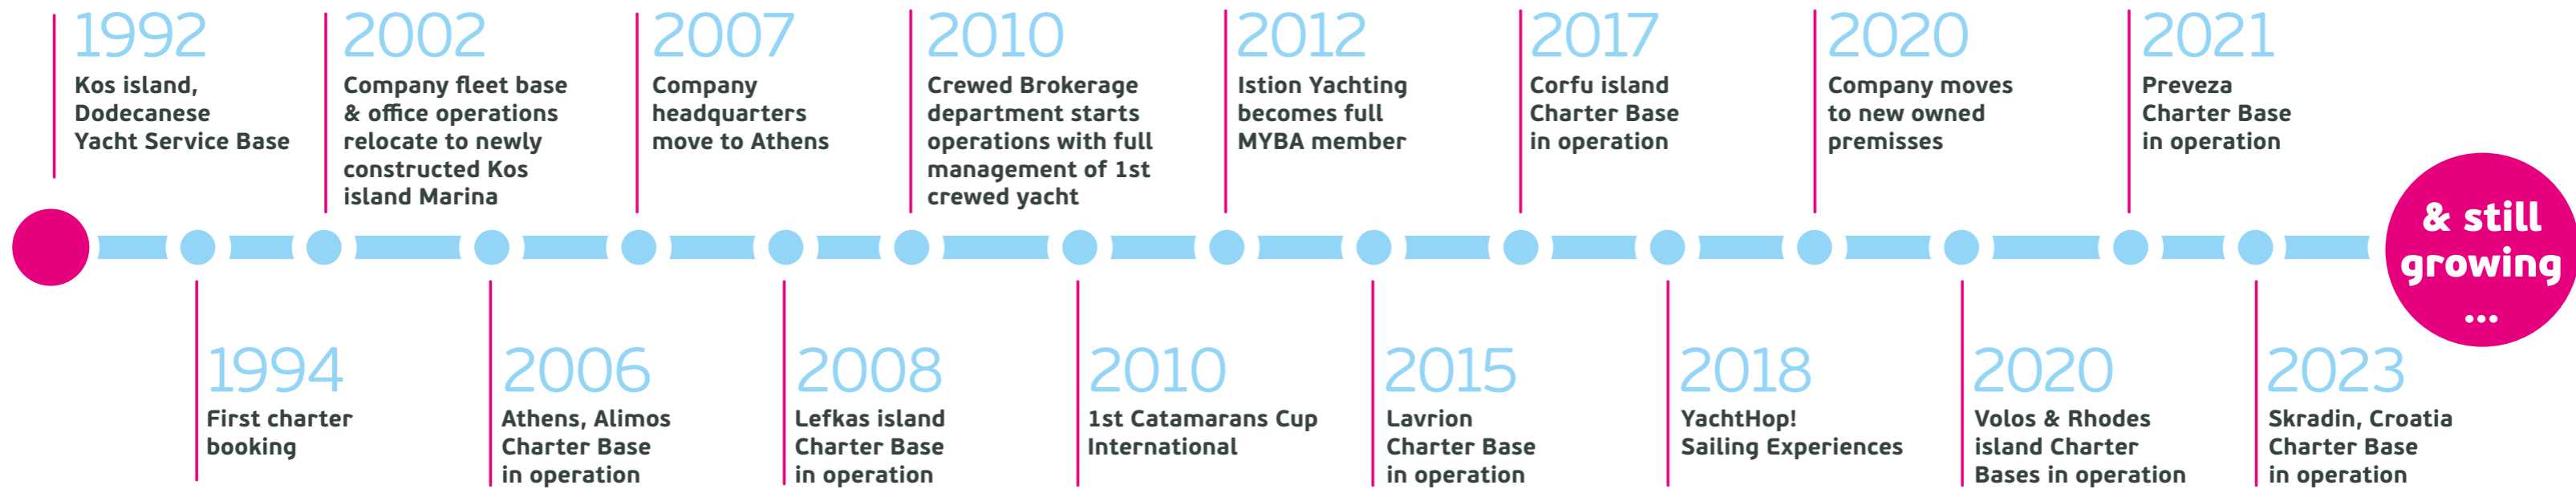 1992
Kos island,
Dodecanese
Yacht Service Base
1994
First charter
booking
2002
Company fleet base
& office operations
relocate to newly
constructed Kos
island Marina
2006
Athens, Alimos
Charter Base
in operation
2007
Company
headquarters
move to Athens
2008
Lefkas island
Charter Base
in operation
2010
Crewed Brokerage
department starts
operations with full
management of 1st
crewed yacht
2010
1st Catamarans Cup
International
2012
Istion Yachting
becomes full
MYBA member
2015
Lavrion
Charter Base
in operation
2017
Corfu island
Charter Base
in operation
2018
YachtHop!
Sailing Experiences
2020
Company moves
to new owned
premisses
2020
Volos & Rhodes
island Charter
Bases in operation
2021
Preveza
Charter Base
in operation
2023
Skradin, Croatia
Charter Base
in operation
& still
growing
...